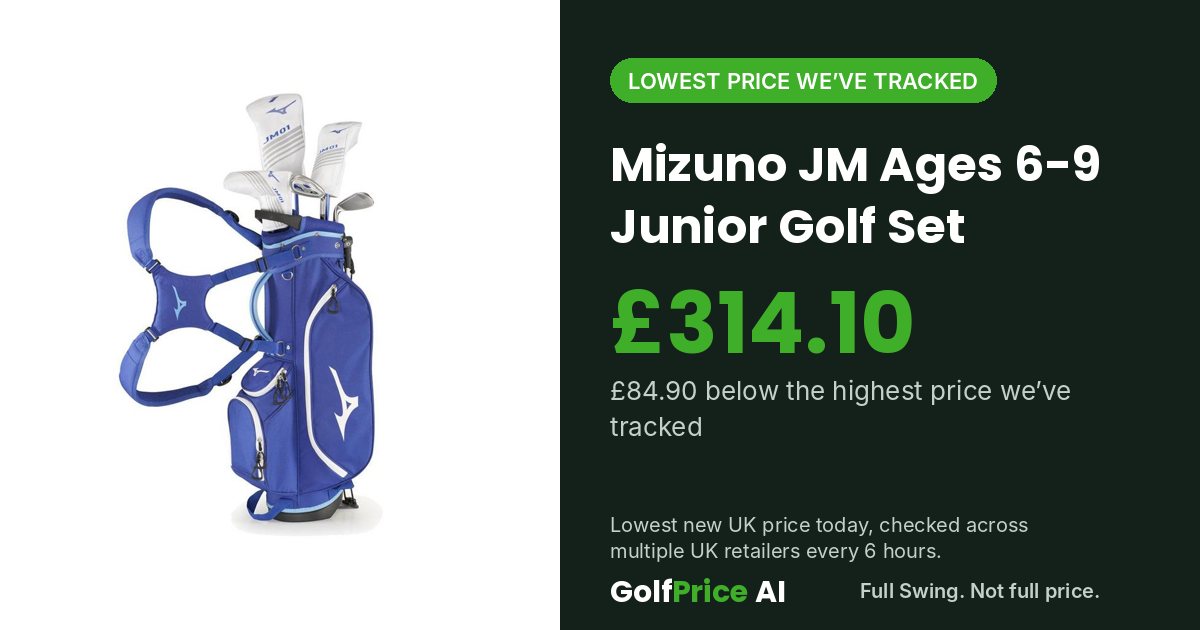 JM01
JM01
JM01
LOWEST PRICE WE’VE TRACKED
Mizuno JM Ages 6-9
Junior Golf Set
£314.10
£84.90 below the highest price we’ve
tracked
Lowest new UK price today, checked across
multiple UK retailers every 6 hours.
GolfPrice AI
Full Swing. Not full price.